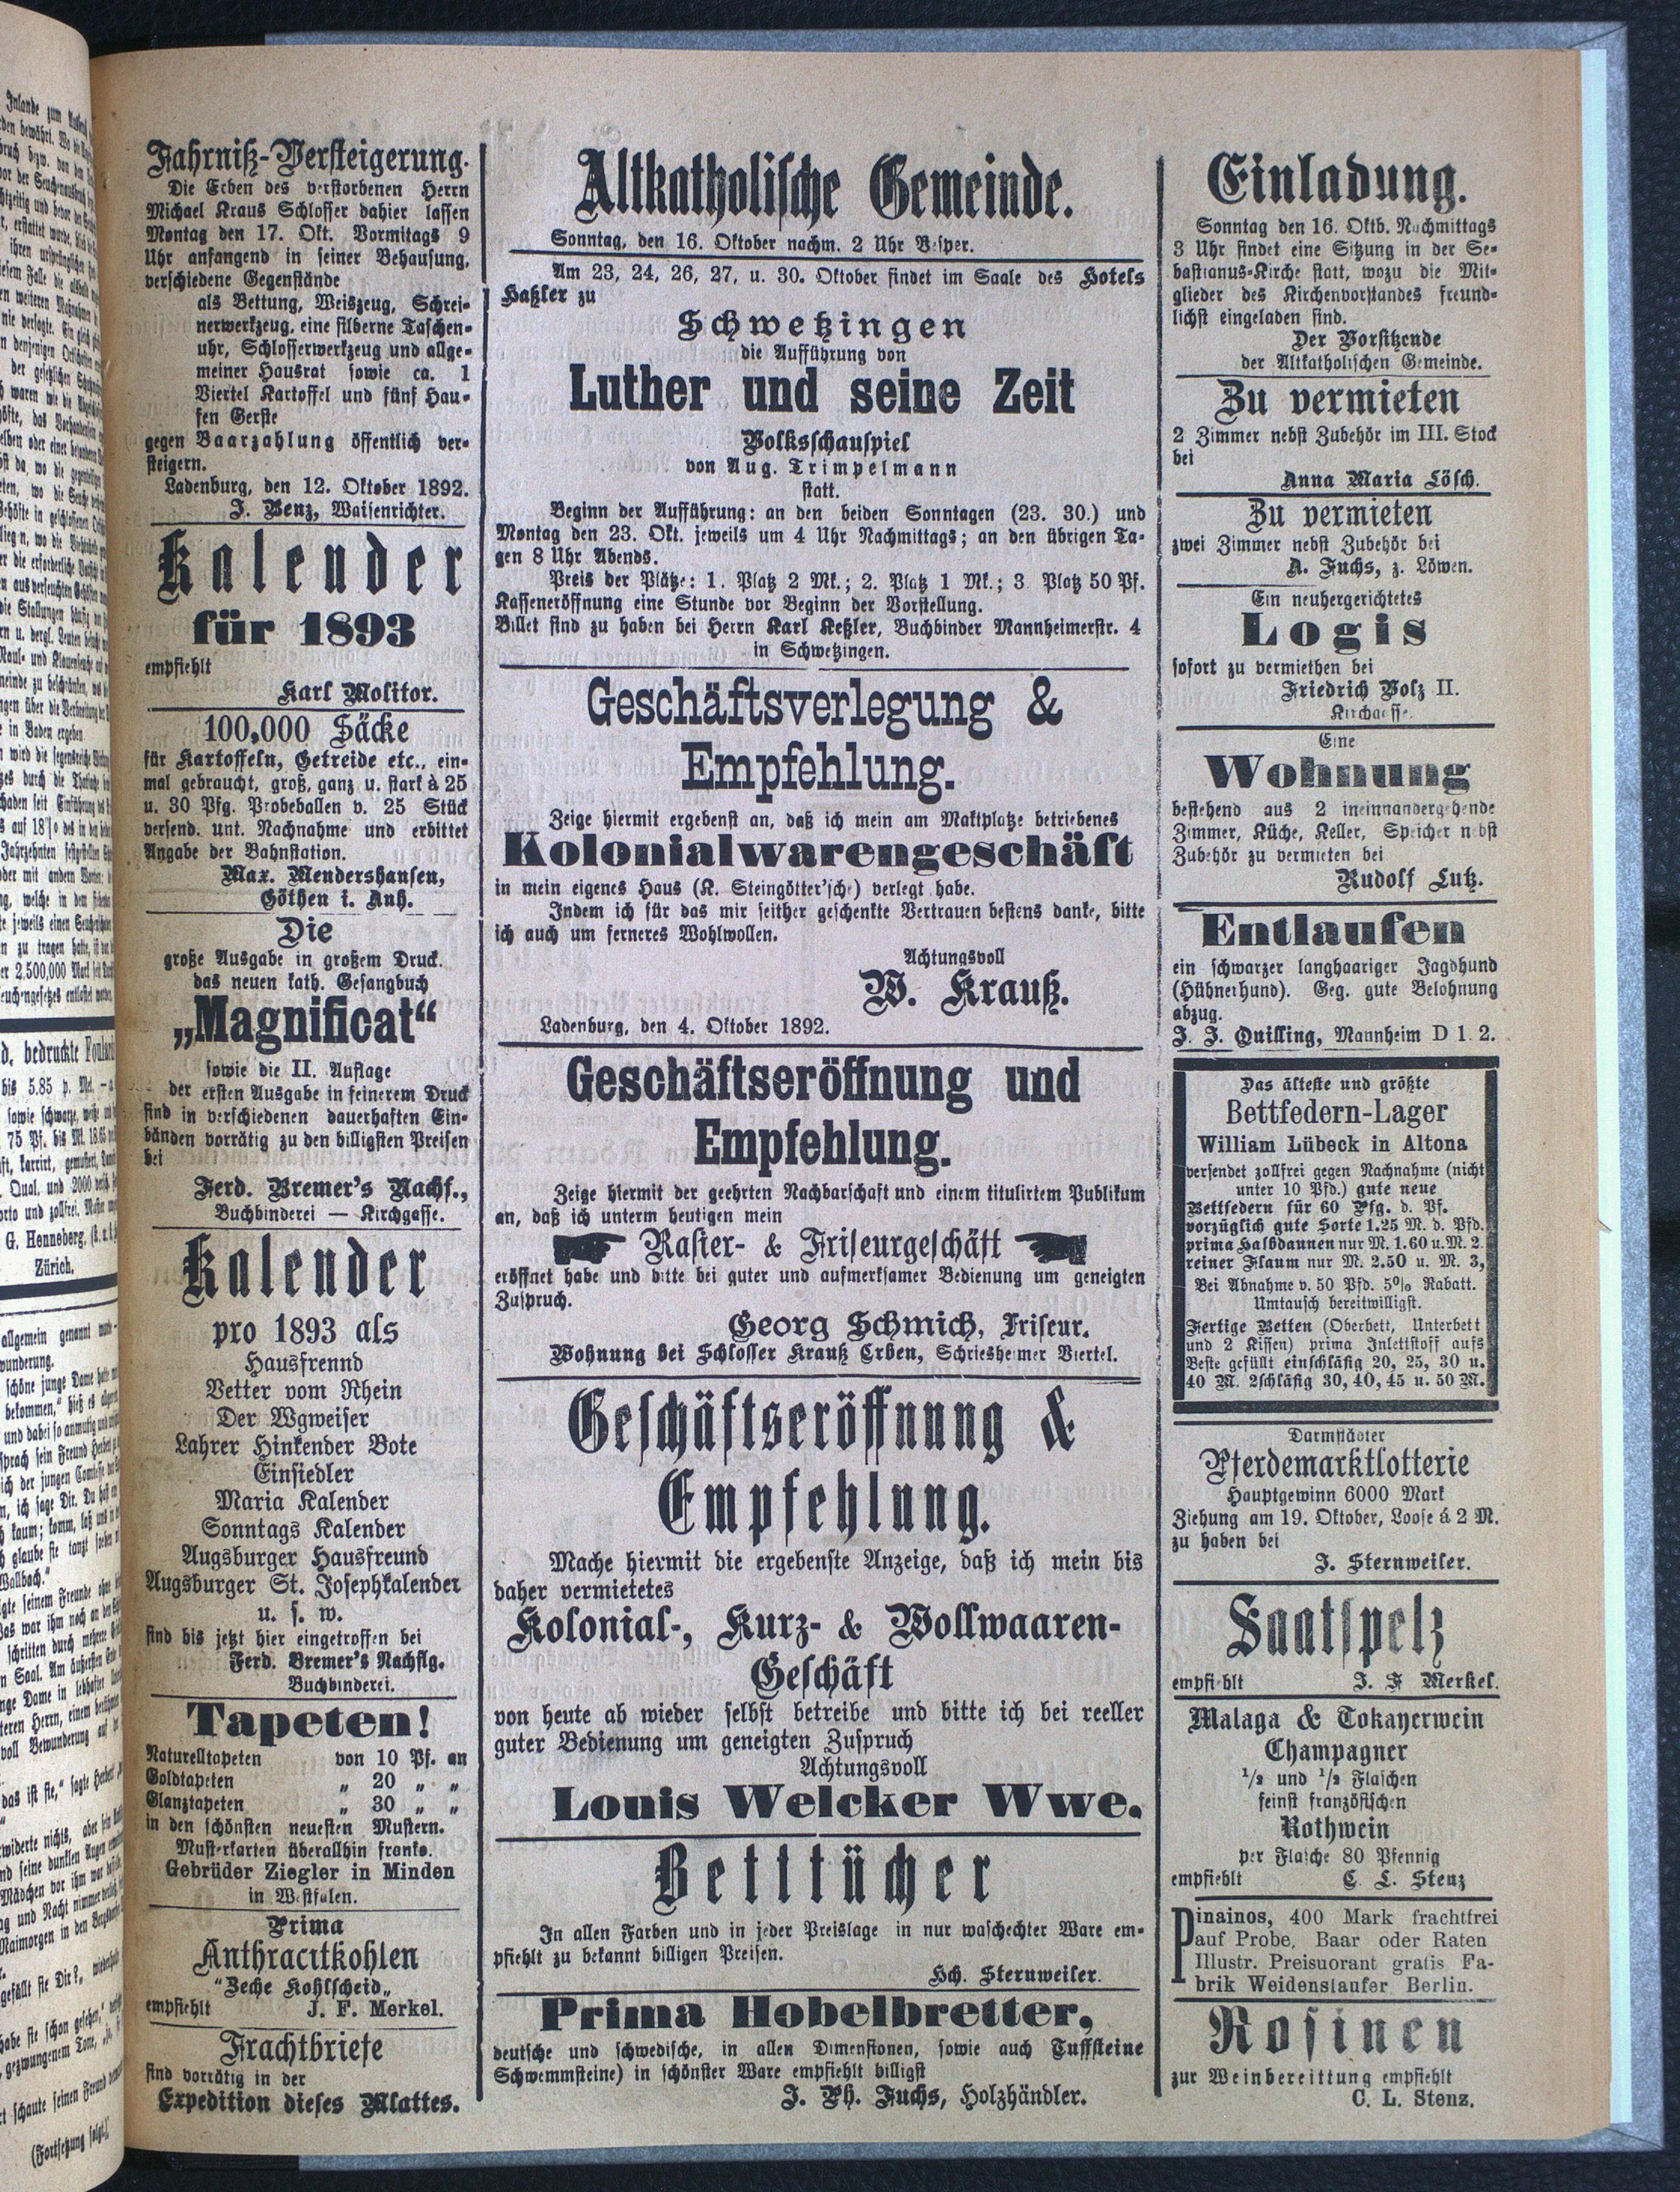 Fahrniß-Versteigerung.
Die Erben des verstorbenen Herrn
Michael Kraus Schlosser dahier lassen
Montag den 17. Okt. Vormitags 9
Uhr anfangend in seiner Behausung,
verschiedene Gegenstände
als Bettung, Weiszeug, Schrei-
nerwerkzeug, eine silberne Taschen-
uhr, Schlosserwerkzeug und allge-
meiner Hausrat sowie ca. 1
Viertel Kartoffel und fünf Hau-
fen Gerste
gegen Baarzahlung öffentlich ver-
steigern.
Ladenburg, den 12. Oktober 1892.
J. Benz, Waisenrichter.
Kalender
für 1893
empfiehlt
Karl Molitor.
100,000 Säcke
für Kartoffeln, Getreide etc., ein-
mal gebraucht, groß, ganz u. stark à 25
u. 30 Pfg. Probeballen v. 25 Stück
versend. unt. Nachnahme und erbittet
Angabe der Bahnstation.
Max. Mendershausen,
Cöthen i. Anh.
Die
große Ausgabe in großem Druck.
das neuen kath. Gesangbuch
„Magnificat“
sowie die II. Auflage
der ersten Ausgabe in feinerem Druck
find in verschiedenen dauerhaften Ein-
bänden vorrätig zu den billigsten Preisen
bei
Ferd. Bremer's Nachf.,
Buchbinderei — Kirchgasse.
Kalender
pro 1893 als
Hausfrennd
Vetter vom Rhein
Der Wgweiser
Lahrer Hinkender Bote
Einsiedler
Maria Kalender
Sonntags Kalender
Augsburger Hausfreund
Augsburger St. Josephkalender
u. s. w.
find bis jetzt hier eingetroffen bei
Ferd. Bremer's Nachflg.
Buchbinderei.
Tapeten!
Naturelltapeten von 10 Pf. an
Goldtapeten „ 20 „ „
Glanztapeten „ 30 „ „
in den schönsten neuesten Mustern.
Musterkarten überallhin franko.
Gebrüder Ziegler in Minden
in Westfalen.
Prima
Anthracitkohlen
"Zeche Kohlscheid„
empfiehlt J. F. Merkel.
Frachtbriefe
find vorrätig in der
Expedition dieses Blattes.
Altkatholische Gemeinde.
Sonntag, den 16. Oktober nachm. 2 Uhr Vesper.
Am 23, 24, 26, 27, u. 30. Oktober findet im Saale des Hotels
Haßler zu
Schwetzingen
die Aufführung von
Luther und seine Zeit
Volksschauspiel
von Aug. Trimpelmann
statt.
Beginn der Aufführung: an den beiden Sonntagen (23. 30.) und
Montag den 23. Okt. jeweils um 4 Uhr Nachmittags; an den übrigen Ta-
gen 8 Uhr Abends.
Preis der Plätze: 1. Platz 2 Mk.; 2. Platz 1 Mk.; 3 Platz 50 Pf.
Kasseneröffnung eine Stunde vor Beginn der Vorstellung.
Billet sind zu haben bei Herrn Karl Keßler, Buchbinder Mannheimerstr. 4
in Schwetzingen.
Geschäftsverlegung &
Empfehlung.
Zeige hiermit ergebenst an, daß ich mein am Maktplatze betriebenes
Kolonialwarengeschäft
in mein eigenes Haus (K. Steingötter'sche) verlegt habe.
Indem ich für das mir seither geschenkte Vertrauen bestens danke, bitte
ich auch um ferneres Wohlwollen.
Achtungsvoll
W. Krauß.
Ladenburg, den 4. Oktober 1892.
Geschäftseröffnung und
Empfehlung.
Zeige hiermit der geehrten Nachbarschaft und einem titulirtem Publikum
an, daß ich unterm heutigen mein
Rasier- & Friseurgeschäft
eröffnet habe und bitte bei guter und aufmerksamer Bedienung um geneigten
Zuspruch.
Georg Schmich, Friseur.
Wohnung bei Schlosser Krauß Erben, Schriesheimer Viertel.
Geschäftseröffnung &
Empfehlung.
Mache hiermit die ergebenste Anzeige, daß ich mein bis
daher vermietetes
Kolonial-, Kurz- & Wollwaaren-
Geschäft
von heute ab wieder selbst betreibe und bitte ich bei reeller
guter Bedienung um geneigten Zuspruch
Achtungsvoll
Louis Welcker Wwe.
Betttücher
In allen Farben und in jeder Preislage in nur waschechter Ware em-
pfiehlt zu bekannt billigen Preisen.
Hch. Sternweiler.
Prima Hobelbretter,
deutsche und schwedische, in allen Dimensionen, sowie auch Tuffsteine
Schwemmsteine) in schönster Ware empfiehlt billigst
J. Ph. Fuchs, Holzhändler.
Einladung.
Sonntag den 16. Oktb. Nachmittags
3 Uhr findet eine Sitzung in der Se-
bastianus-Kirche statt, wozu die Mit-
glieder des Kirchenvorstandes freund-
lichst eingeladen sind.
Der Vorsitzende
der Altkatholischen Gemeinde.
Zu vermieten
2 Zimmer nebst Zubehör im III. Stock
bei
Anna Maria Lösch.
Zu vermieten
zwei Zimmer nebst Zubehör bei
A. Fuchs, z. Löwen.
Ein neuhergerichtetes
Logis
sofort zu vermiethen bei
Friedrich Volz II.
Kirchgasse.
Eine
Wohnung
bestehend aus 2 ineinnandergehende
Zimmer, Küche, Keller, Speicher nebst
Zubehör zu vermieten bei
Rudolf Lutz.
Entlaufen
ein schwarzer langhaariger Jagdhund
(Hühnerhund). Geg. gute Belohnung
abzug.
J. J. Quilling, Mannheim D 1. 2.
Das älteste und größte
Bettfedern-Lager
William Lübeck in Altona
versendet zollfrei gegen Nachnahme (nicht
unter 10 Pfd.) gute neue
Bettfedern für 60 Pfg. d. Pf.
vorzüglich gute Sorte 1.25 M. d. Pfd.
prima Halbdaunen nur M. 1.60 u. M. 2.
reiner Flaum nur M. 2.50 u. M. 3,
Bei Abnahme v. 50 Pfd. 5% Rabatt.
Umtausch bereitwilligst.
Fertige Betten (Oberbett, Unterbett
und 2 Kissen) prima Inlettstoff aufs
Beste gefüllt einschläfig 20, 25, 30 u.
40 M. 2schläfig 30, 40, 45 u. 50 M.
Darmstädter
Pferdemarktlotterie
Hauptgewinn 6000 Mark
Ziehung am 19. Oktober, Loose á 2 M.
zu haben bei
J. Sternweiler.
Saatspelz
empfiehlt J. F Merkel.
Malaga & Tokayerwein
Champagner
1/2 und 1/2 Flaschen
feinst französischen
Rothwein
per Flasche 80 Pfennig
empfiehlt C. L. Stenz
Pinainos, 400 Mark frachtfrei
auf Probe, Baar oder Raten
Illustr. Preisuorant gratis Fa-
brik Weidenslaufer Berlin.
Rosinen
zur Weinbereittung empfiehlt
C. L. Stenz.